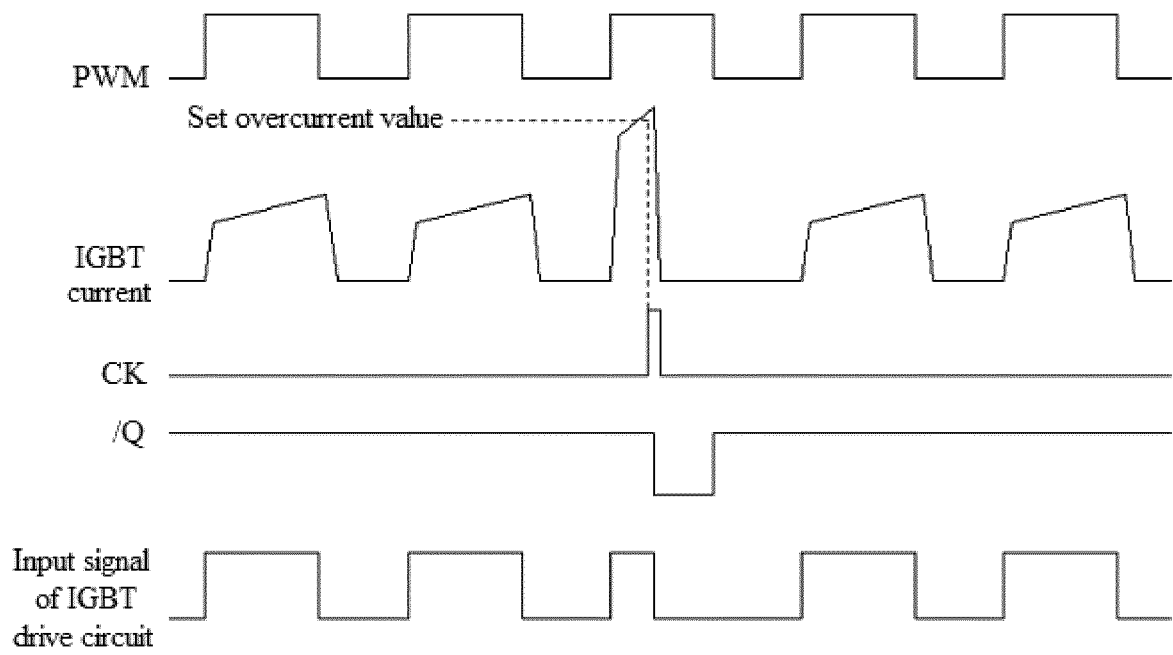 PWM
Set overcurrent value
IGBT
current
CK
/Q
Input signal
of IGBT
drive circuit